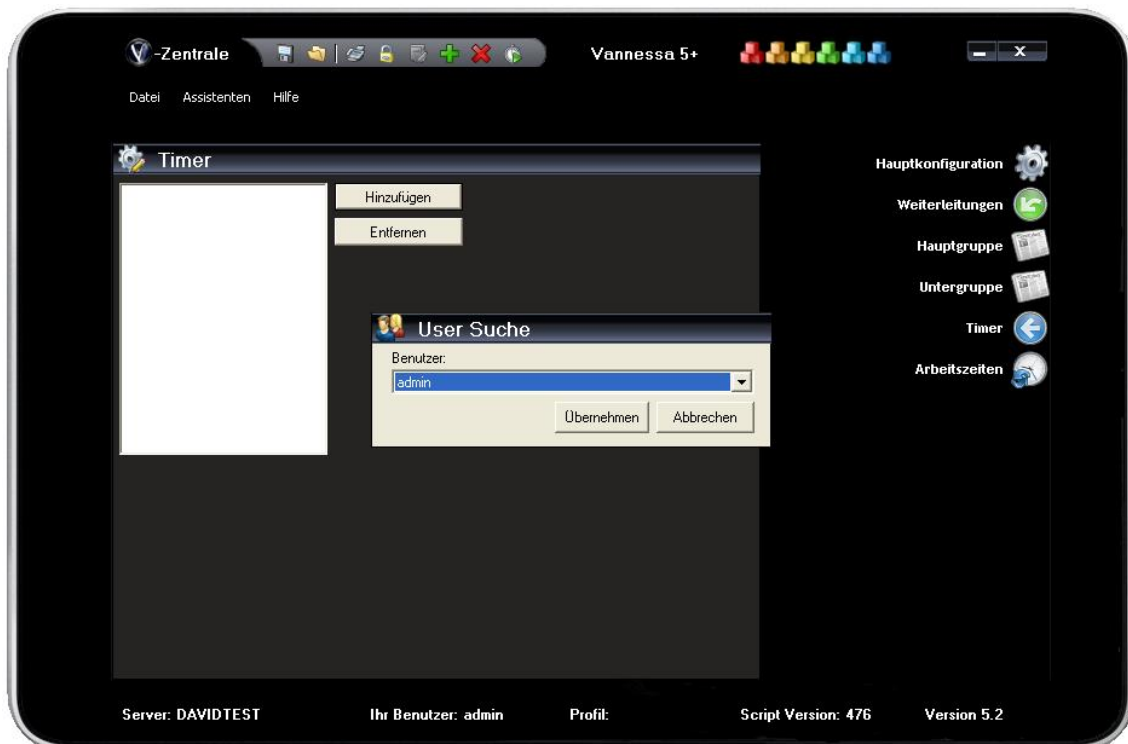 V-Zentrale
Vannessa 5+
Datei Assistenten Hilfe
Timer
Hinzufügen
Entfernen
User Suche
Benutzer:
admin
Übernehmen Abbrechen
Hauptkonfiguration
Weiterleitungen
Hauptgruppe
Untergruppe
Timer
Arbeitszeiten
Server: DAVIDTEST Ihr Benutzer: admin Profil: Script Version: 476 Version 5.2